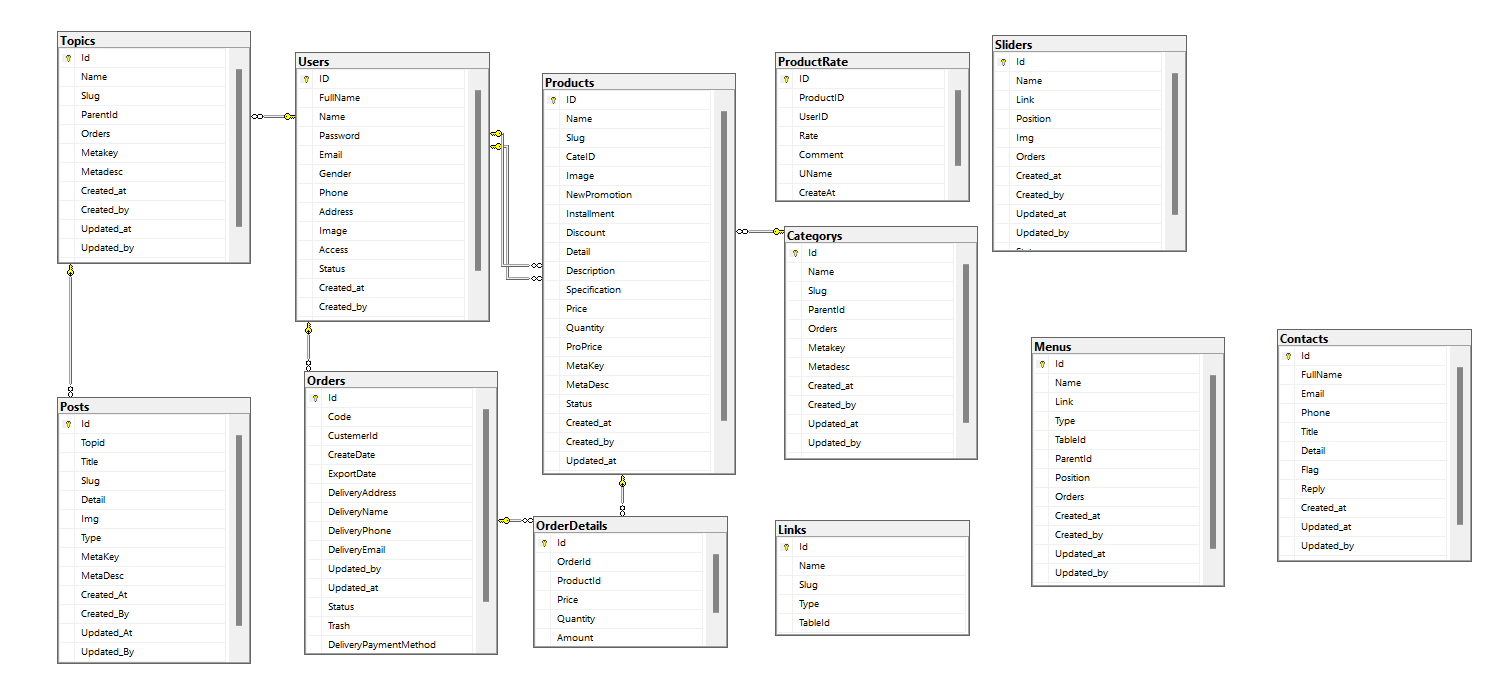 Topics
Id
Name
Slug
ParentId
Orders
Metakey
Metadesc
Created_at
Created_by
Updated_at
Updated_by
Users
ID
FullName
Name
Password
Email
Gender
Phone
Address
Image
Access
Status
Created_at
Created_by
Products
ID
Name
Slug
CateID
Image
NewPromotion
Installment
Discount
Detail
Description
Specification
Price
Quantity
ProPrice
MetaKey
MetaDesc
Status
Created_at
Created_by
Updated_at
ProductRate
ID
ProductID
UserID
Rate
Comment
UName
CreateAt
Sliders
Id
Name
Link
Position
Img
Orders
Created_at
Created_by
Updated_at
Updated_by
Categorys
Id
Name
Slug
ParentId
Orders
Metakey
Metadesc
Created_at
Created_by
Updated_at
Updated_by
Menus
Id
Name
Link
Type
TableId
ParentId
Position
Orders
Created_at
Created_by
Updated_at
Updated_by
Contacts
Id
FullName
Email
Phone
Title
Detail
Flag
Reply
Created_at
Updated_at
Updated_by
Posts
Id
Topid
Title
Slug
Detail
Img
Type
MetaKey
MetaDesc
Created_At
Created_By
Updated_At
Updated_By
Orders
Id
Code
CustemerId
CreateDate
ExportDate
DeliveryAddress
DeliveryName
DeliveryPhone
DeliveryEmail
Updated_by
Updated_at
Status
Trash
DeliveryPaymentMethod
OrderDetails
Id
OrderId
ProductId
Price
Quantity
Amount
Links
Id
Name
Slug
Type
TableId